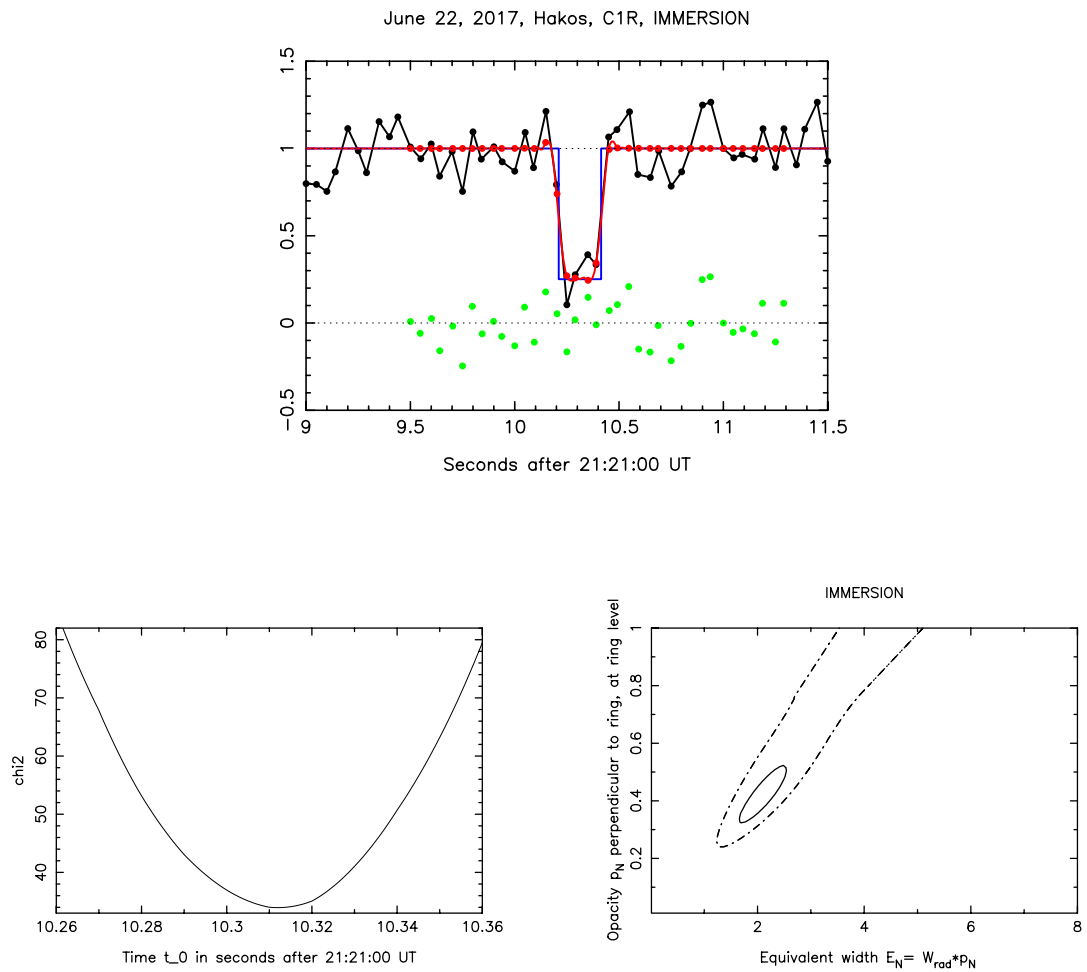 June 22, 2017, Hakos, C1R, IMMERSION
1.5
1
0.5
0
−0.5
9 9.5 10 10.5 11 11.5
Seconds after 21:21:00 UT
80
70
60
50
40
chi2
10.26 10.28 10.3 10.32 10.34 10.36
Time t_0 in seconds after 21:21:00 UT
IMMERSION
Opacity p_N perpendicular to ring, at ring level
1
0.8
0.6
0.4
0.2
2 4 6 8
Equivalent width E_N= W_rad*p_N